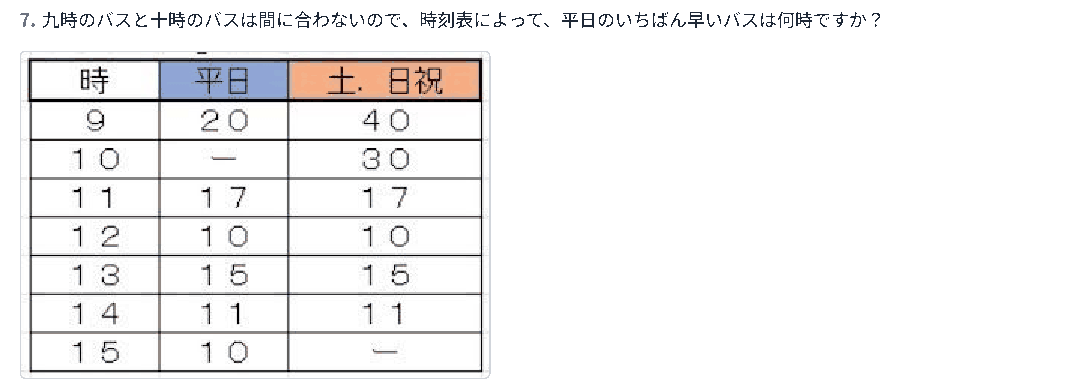 7. 九時のバスと十時のバスは間に合わないので、時刻表によって、平日のいちばん早いバスは何時ですか？
時 平日 土．日祝
９ ２０ ４０
１０ ー ３０
１１ １７ １７
１２ １０ １０
１３ １５ １５
１４ １１ １１
１５ １０ ー